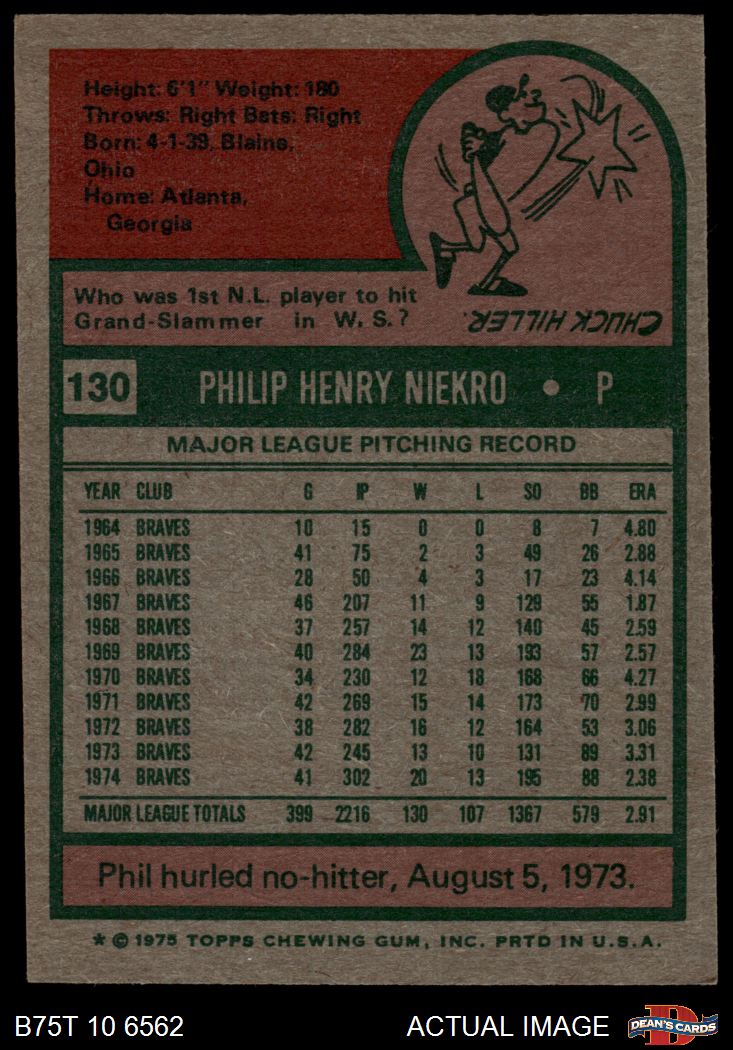 Height: 6'1" Weight: 180
Throws: Right Bats: Right
Born: 4-1-39, Blaine,
Ohio
Home: Atlanta,
Georgia
Who was 1st N.L. player to hit
Grand-Slammer in W. S.?
CHUCK HILLER.
130 PHILIP HENRY NIEKRO • P
MAJOR LEAGUE PITCHING RECORD
YEAR CLUB G IP W L SO BB ERA
1964 BRAVES 10 15 0 0 8 7 4.80
1965 BRAVES 41 75 2 3 49 26 2.88
1966 BRAVES 28 50 4 3 17 23 4.14
1967 BRAVES 46 207 11 9 129 55 1.87
1968 BRAVES 37 257 14 12 140 45 2.59
1969 BRAVES 40 284 23 13 193 57 2.57
1970 BRAVES 34 230 12 18 168 66 4.27
1971 BRAVES 42 269 15 14 173 70 2.99
1972 BRAVES 38 282 16 12 164 53 3.06
1973 BRAVES 42 245 13 10 131 89 3.31
1974 BRAVES 41 302 20 13 195 88 2.38
MAJOR LEAGUE TOTALS 399 2216 130 107 1367 579 2.91
Phil hurled no-hitter, August 5, 1973.
* © 1975 TOPPS CHEWING GUM, INC. PRTD IN U.S.A.
B75T 10 6562 ACTUAL IMAGE DEAN'S CARDS